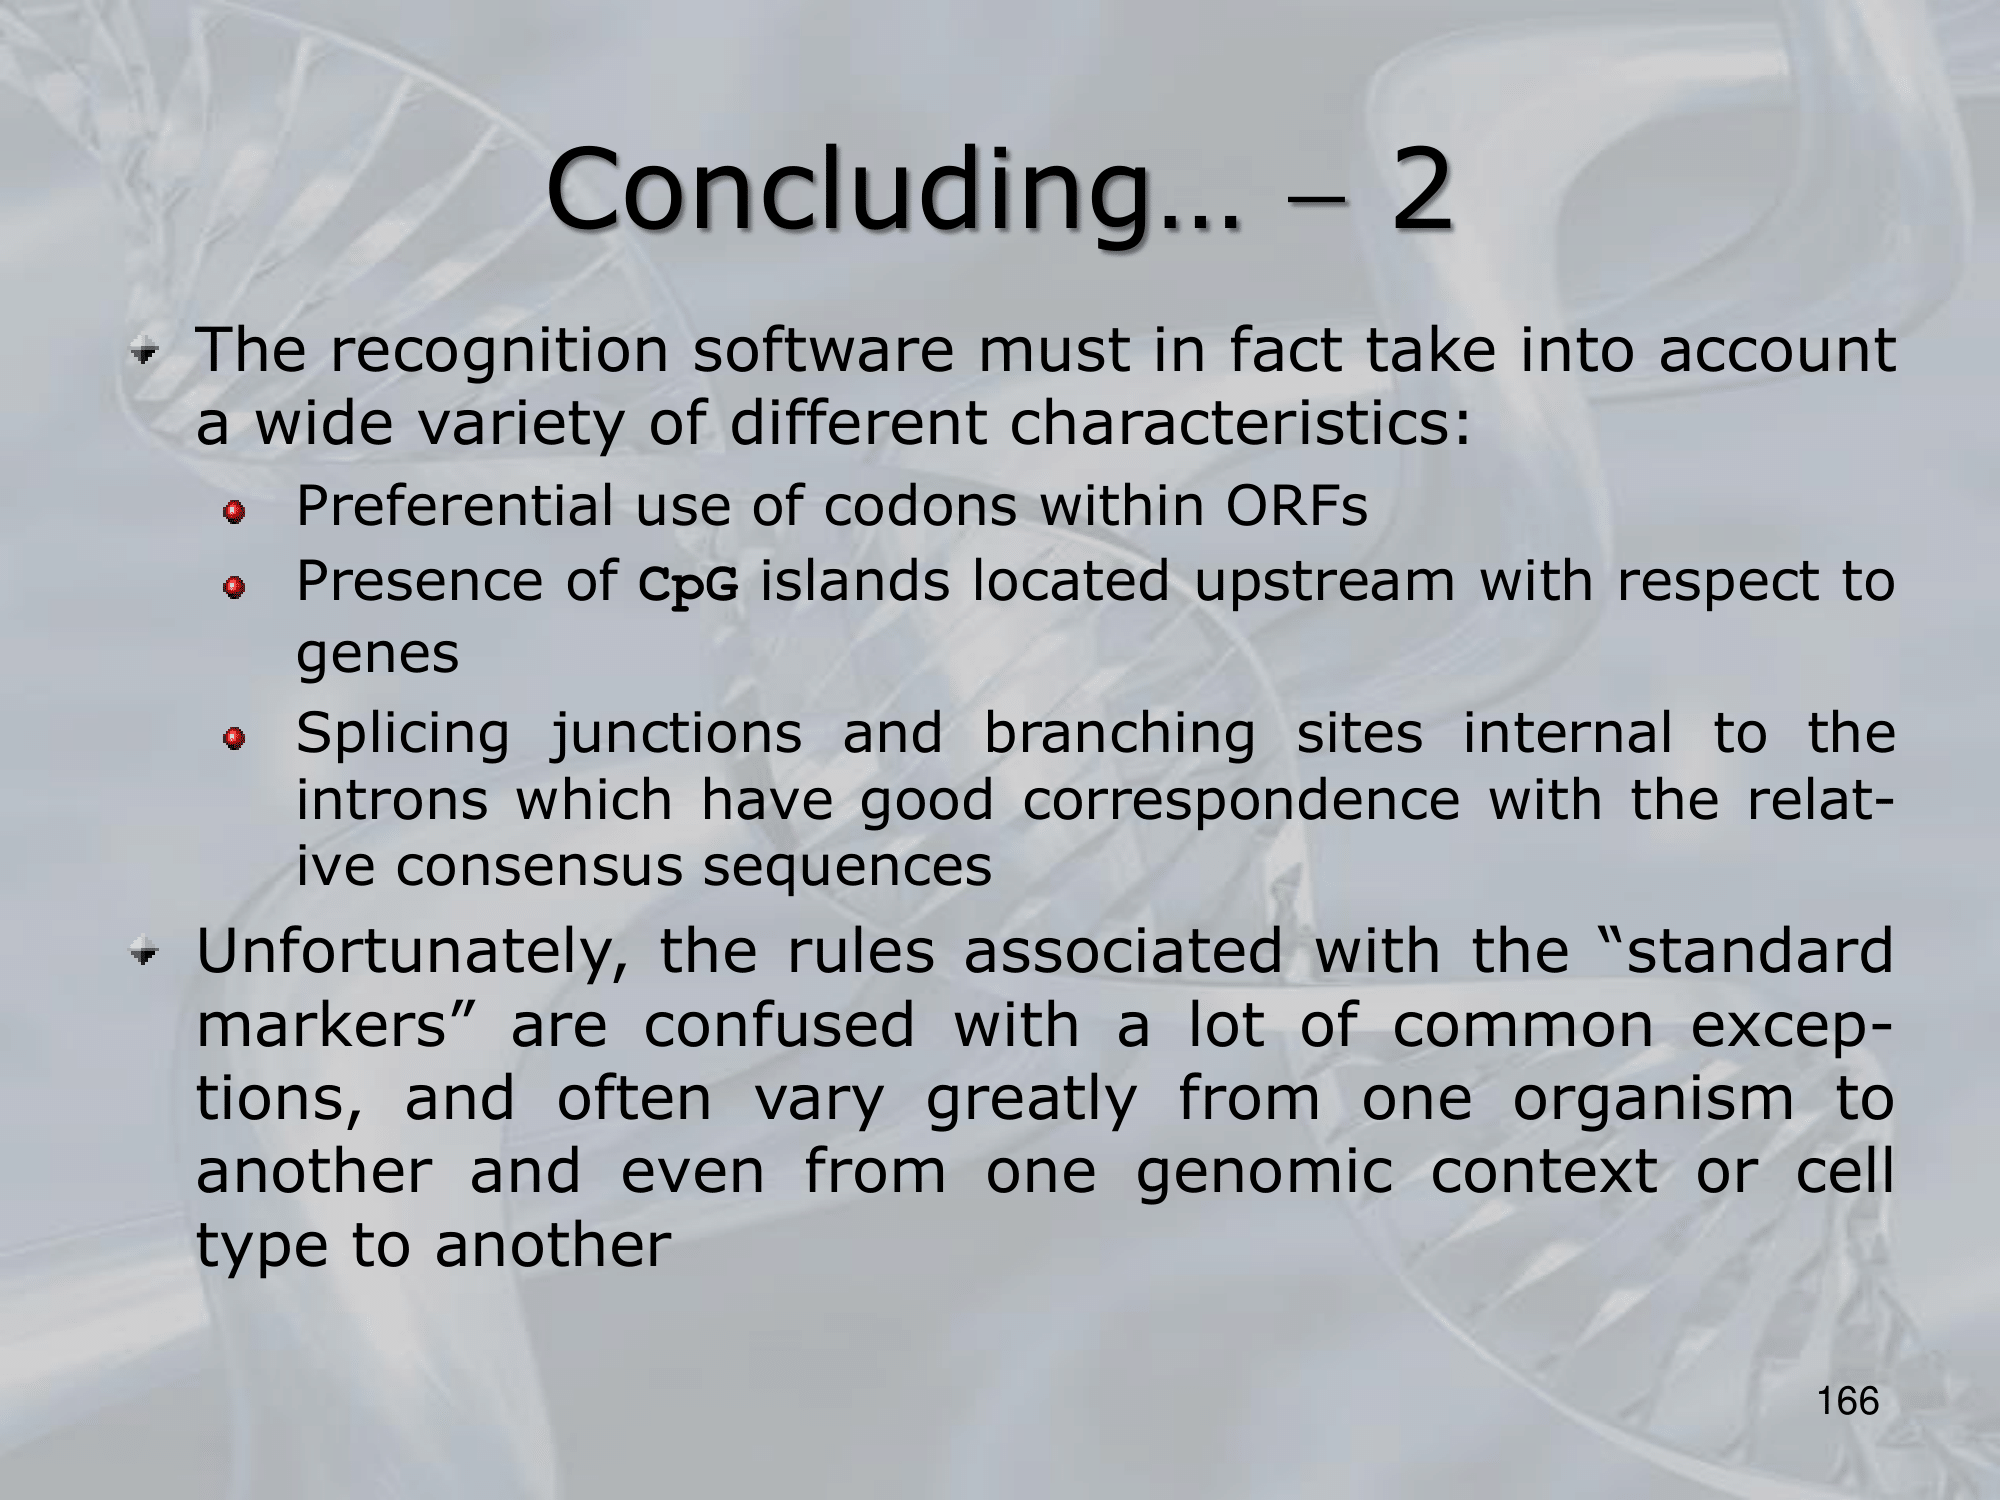 Concluding… – 2
The recognition software must in fact take into account
a wide variety of different characteristics:
Preferential use of codons within ORFs
Presence of CpG islands located upstream with respect to
genes
Splicing junctions and branching sites internal to the
introns which have good correspondence with the relat-
ive consensus sequences
Unfortunately, the rules associated with the “standard
markers” are confused with a lot of common excep-
tions, and often vary greatly from one organism to
another and even from one genomic context or cell
type to another
166